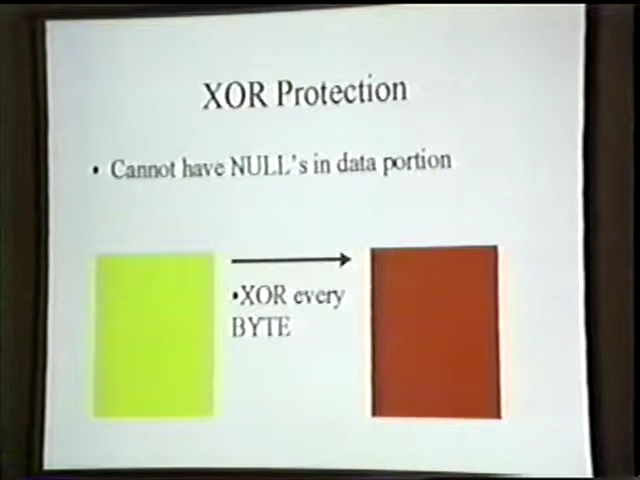 XOR Protection
• Cannot have NULL's in data portion
•XOR every
BYTE